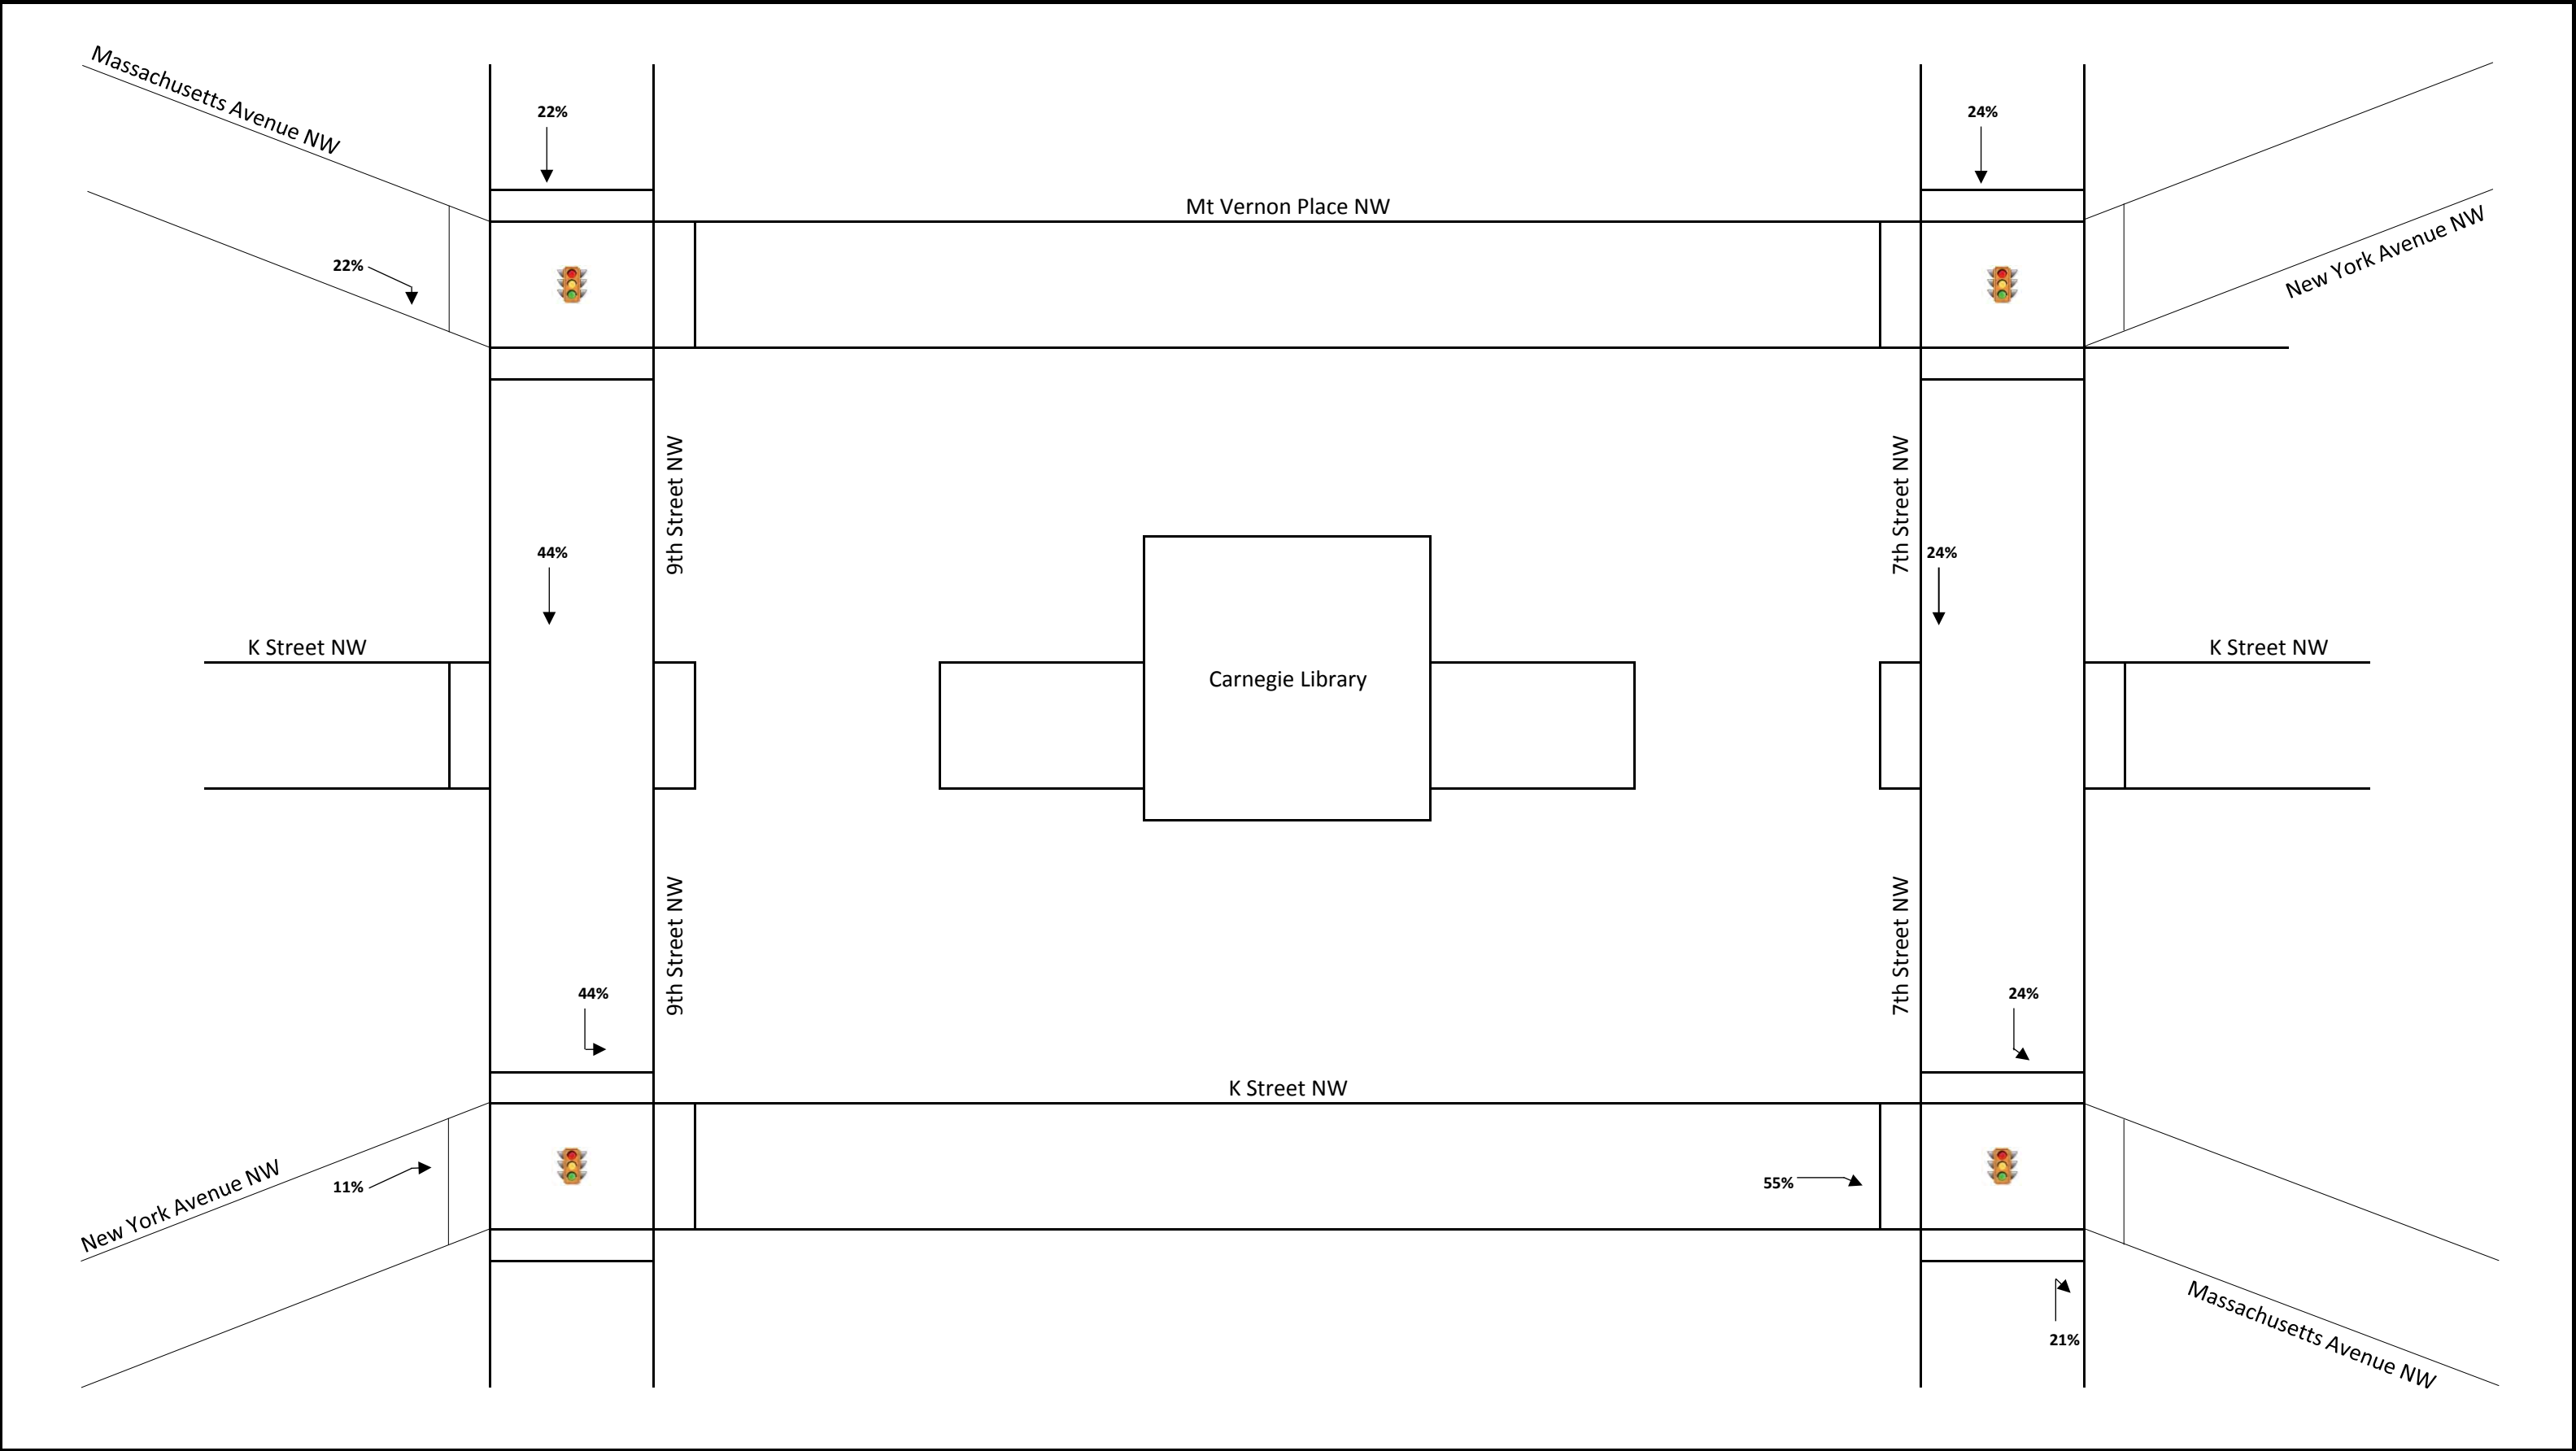 Massachusetts Avenue NW
22%
24%
Mt Vernon Place NW
New York Avenue NW
22%
9th Street NW
7th Street NW
44%
24%
K Street NW
K Street NW
Carnegie Library
9th Street NW
7th Street NW
44%
24%
K Street NW
New York Avenue NW
11%
55%
Massachusetts Avenue NW
21%